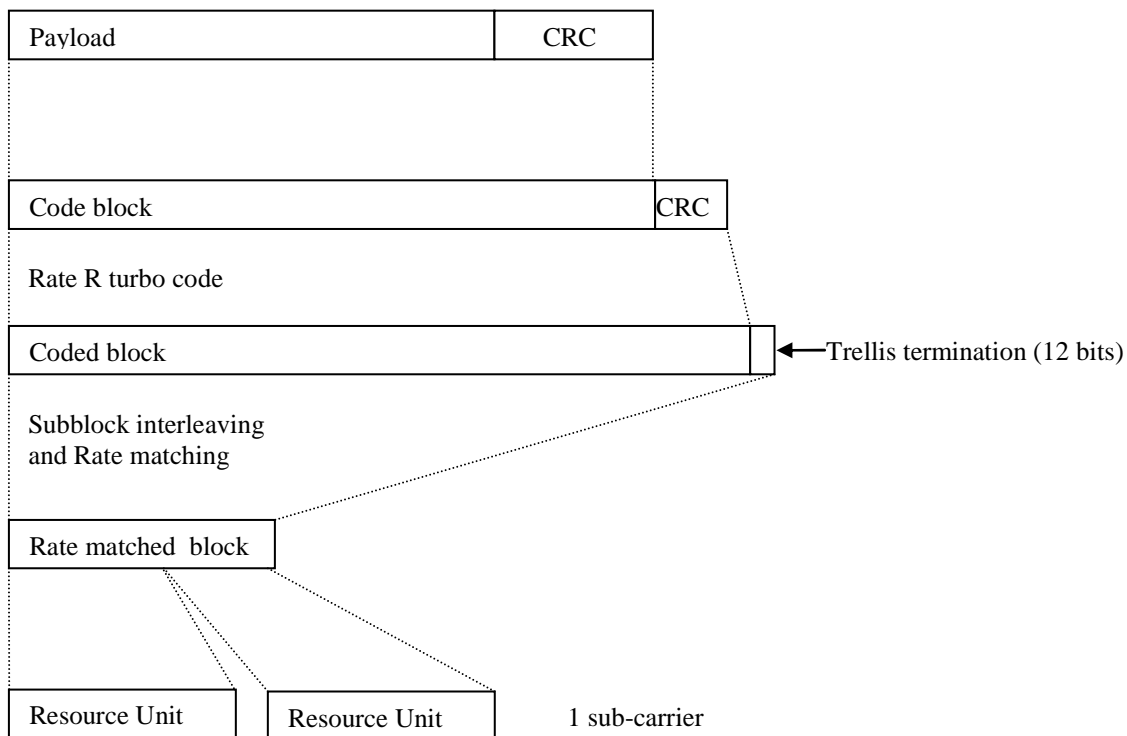 Payload
CRC
Code block
CRC
Rate R turbo code
Coded block
Trellis termination (12 bits)
Subblock interleaving
and Rate matching
Rate matched block
Resource Unit
Resource Unit
1 sub-carrier